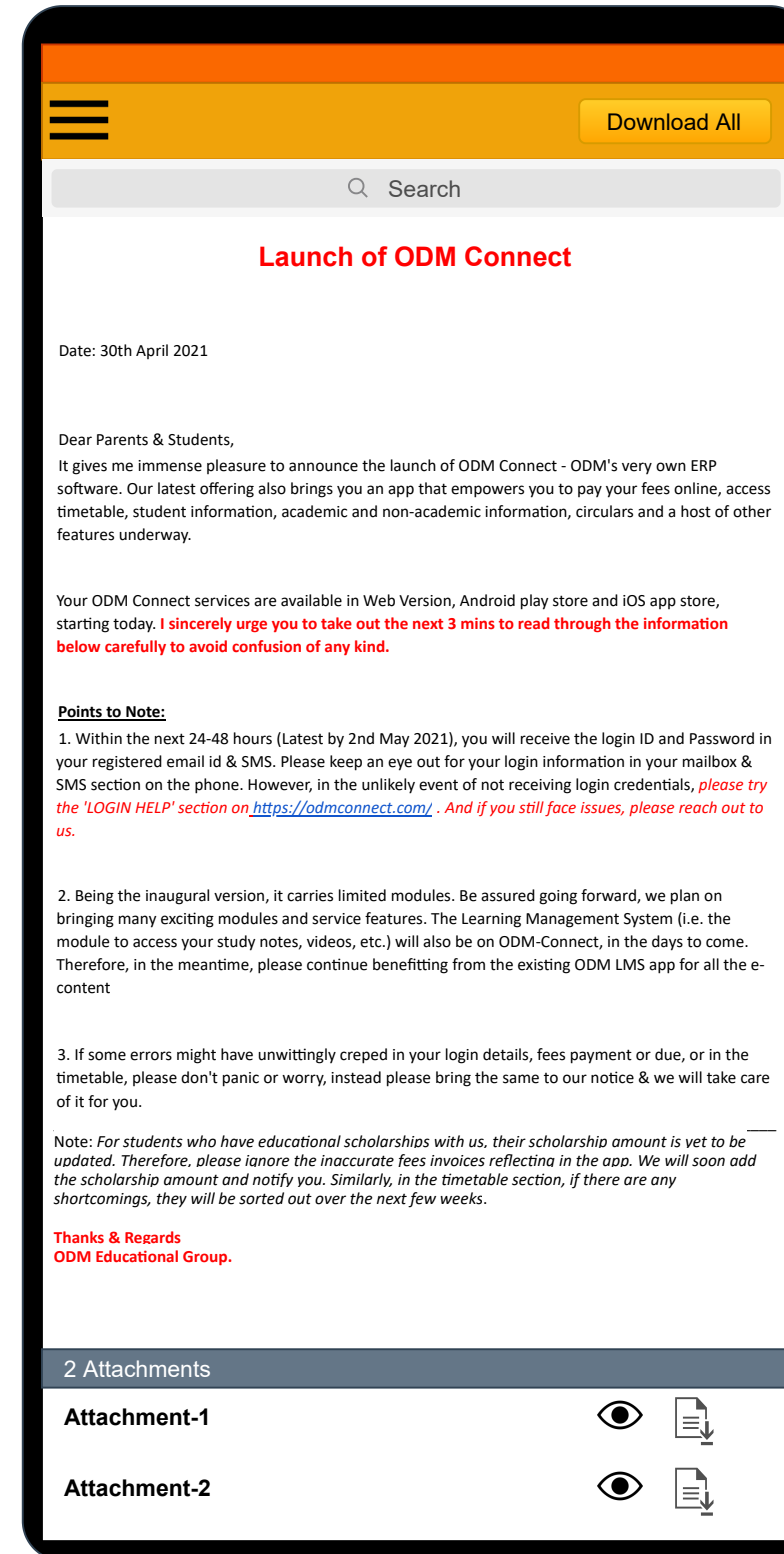 Download All
Search
Launch of ODM Connect
Date: 30th April 2021
Dear Parents & Students,
It gives me immense pleasure to announce the launch of ODM Connect - ODM's very own ERP
software. Our latest offering also brings you an app that empowers you to pay your fees online, access
timetable, student information, academic and non-academic information, circulars and a host of other
features underway.
Your ODM Connect services are available in Web Version, Android play store and iOS app store,
starting today. I sincerely urge you to take out the next 3 mins to read through the information
below carefully to avoid confusion of any kind.
Points to Note:
1. Within the next 24-48 hours (Latest by 2nd May 2021), you will receive the login ID and Password in
your registered email id & SMS. Please keep an eye out for your login information in your mailbox &
SMS section on the phone. However, in the unlikely event of not receiving login credentials, please try
the 'LOGIN HELP' section on https://odmconnect.com/ . And if you still face issues, please reach out to
us.
2. Being the inaugural version, it carries limited modules. Be assured going forward, we plan on
bringing many exciting modules and service features. The Learning Management System (i.e. the
module to access your study notes, videos, etc.) will also be on ODM-Connect, in the days to come.
Therefore, in the meantime, please continue benefitting from the existing ODM LMS app for all the e-
content
3. If some errors might have unwittingly creped in your login details, fees payment or due, or in the
timetable, please don't panic or worry, instead please bring the same to our notice & we will take care
of it for you.
Note: For students who have educational scholarships with us, their scholarship amount is yet to be
updated. Therefore, please ignore the inaccurate fees invoices reflecting in the app. We will soon add
the scholarship amount and notify you. Similarly, in the timetable section, if there are any
shortcomings, they will be sorted out over the next few weeks.
Thanks & Regards
ODM Educational Group.
2 Attachments
Attachment-1
Attachment-2